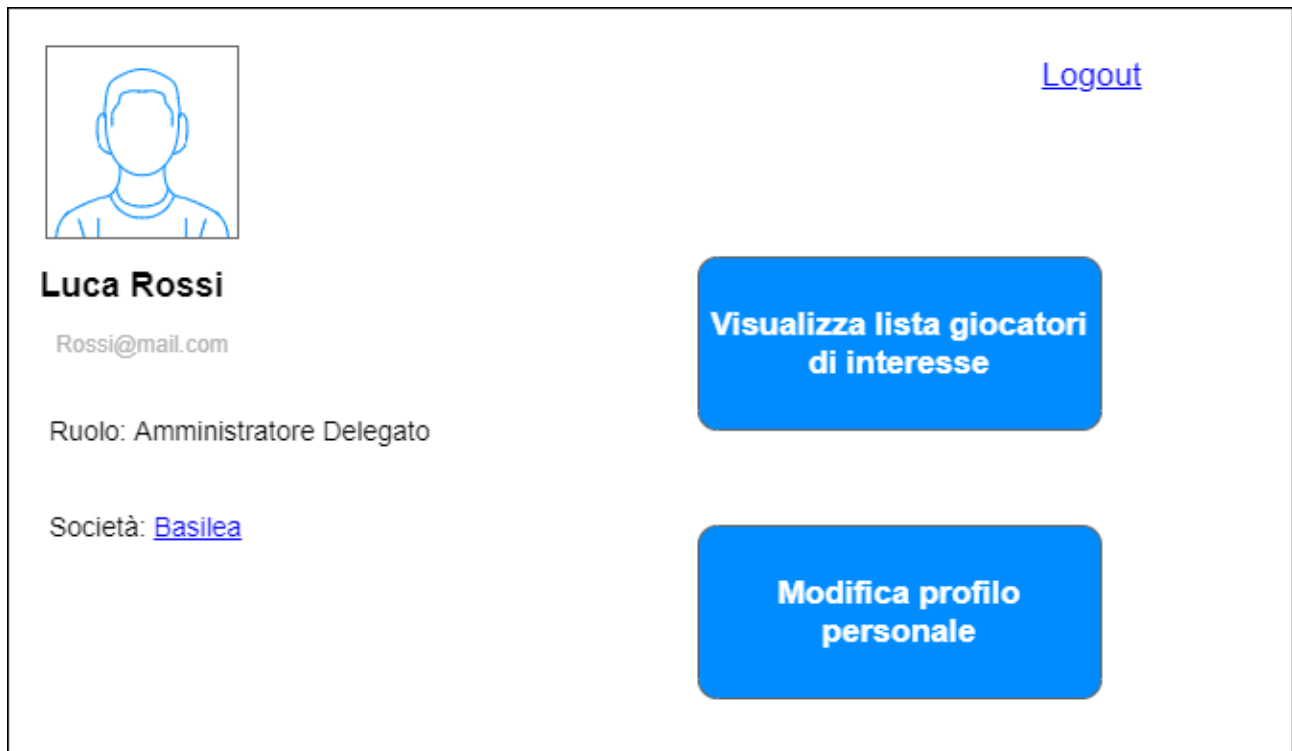 Logout
Luca Rossi
Rossi@mail.com
Ruolo: Amministratore Delegato
Società: Basilea
Visualizza lista giocatori
di interesse
Modifica profilo
personale